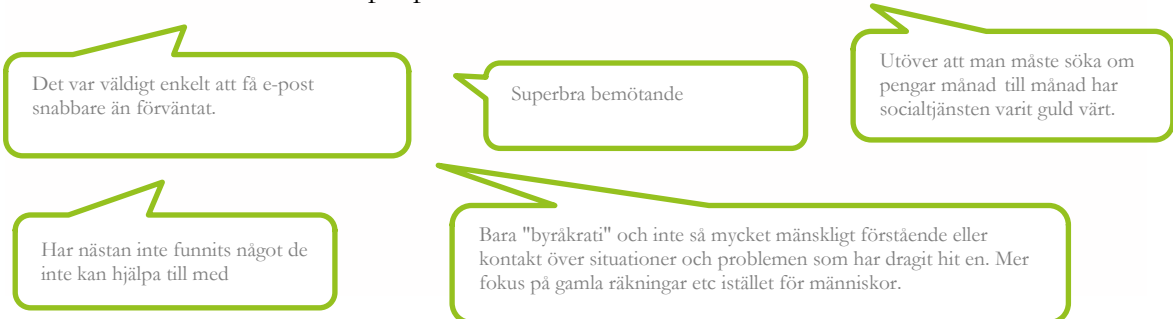 Det var väldigt enkelt att få e-post
snabbare än förväntat.
Superbra bemötande
Utöver att man måste söka om
pengar månad till månad har
socialtjänsten varit guld värt.
Har nästan inte funnits något de
inte kan hjälpa till med
Bara "byråkrati" och inte så mycket mänskligt förstående eller
kontakt över situationer och problemen som har dragit hit en. Mer
fokus på gamla räkningar etc istället för människor.